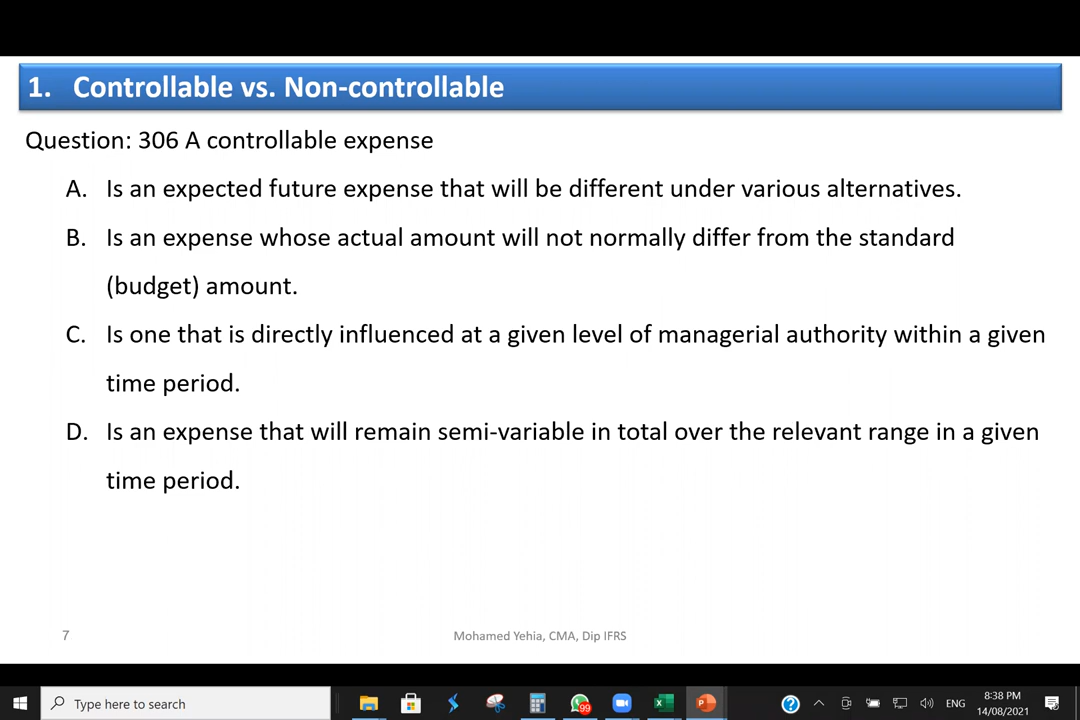 1. Controllable vs. Non-controllable
Question: 306 A controllable expense
A. Is an expected future expense that will be different under various alternatives.
B. Is an expense whose actual amount will not normally differ from the standard
(budget) amount.
C. Is one that is directly influenced at a given level of managerial authority within a given
time period.
D. Is an expense that will remain semi-variable in total over the relevant range in a given
time period.
7
Mohamed Yehia, CMA, Dip IFRS
Type here to search
99
ENG
8:38 PM
14/08/2021